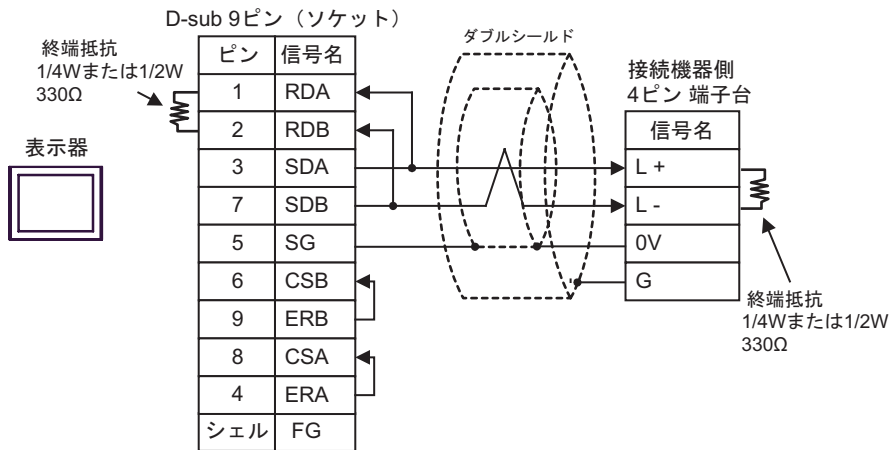 D-sub 9ピン（ソケット）
終端抵抗
1/4Wまたは1/2W
330Ω
表示器
ピン 信号名
1 RDA
2 RDB
3 SDA
7 SDB
5 SG
6 CSB
9 ERB
8 CSA
4 ERA
シェル FG
ダブルシールド
接続機器側
4ピン 端子台
信号名
L +
L -
0V
G
終端抵抗
1/4Wまたは1/2W
330Ω